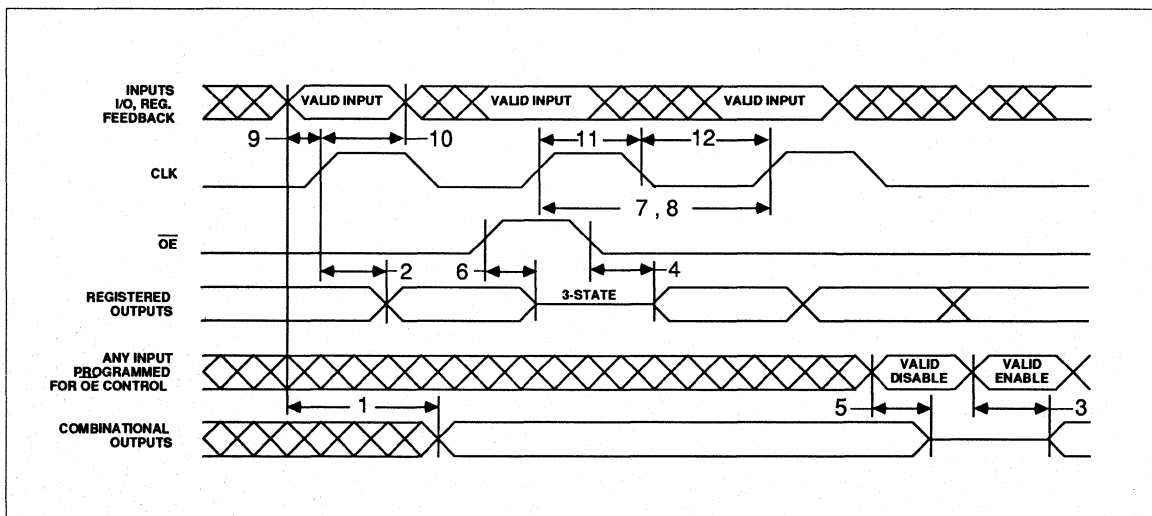 INPUTS
I/O, REG.
FEEDBACK
VALID INPUT
VALID INPUT
VALID INPUT
9
10
11
12
CLK
7 , 8
OE
2
6
4
REGISTERED
OUTPUTS
3-STATE
ANY INPUT
PROGRAMMED
FOR OE CONTROL
VALID
DISABLE
VALID
ENABLE
1
5
3
COMBINATIONAL
OUTPUTS